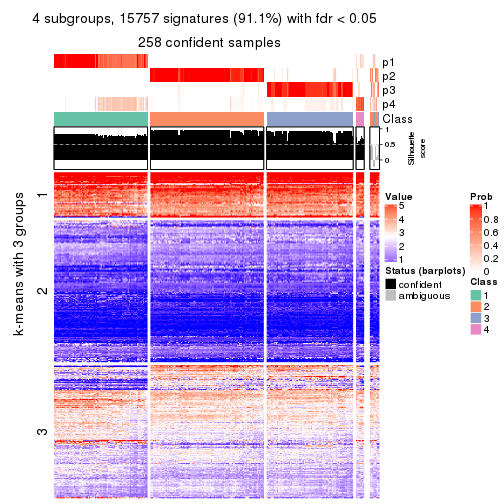 4 subgroups, 15757 signatures (91.1%) with fdr < 0.05
258 confident samples
p1
p2
p3
p4
Class
1
0.5
0
Silhouette
score
k-means with 3 groups
1
2
3
Value
5
4
3
2
1
Status (barplots)
confident
ambiguous
Prob
1
0.8
0.6
0.4
0.2
0
Class
1
2
3
4